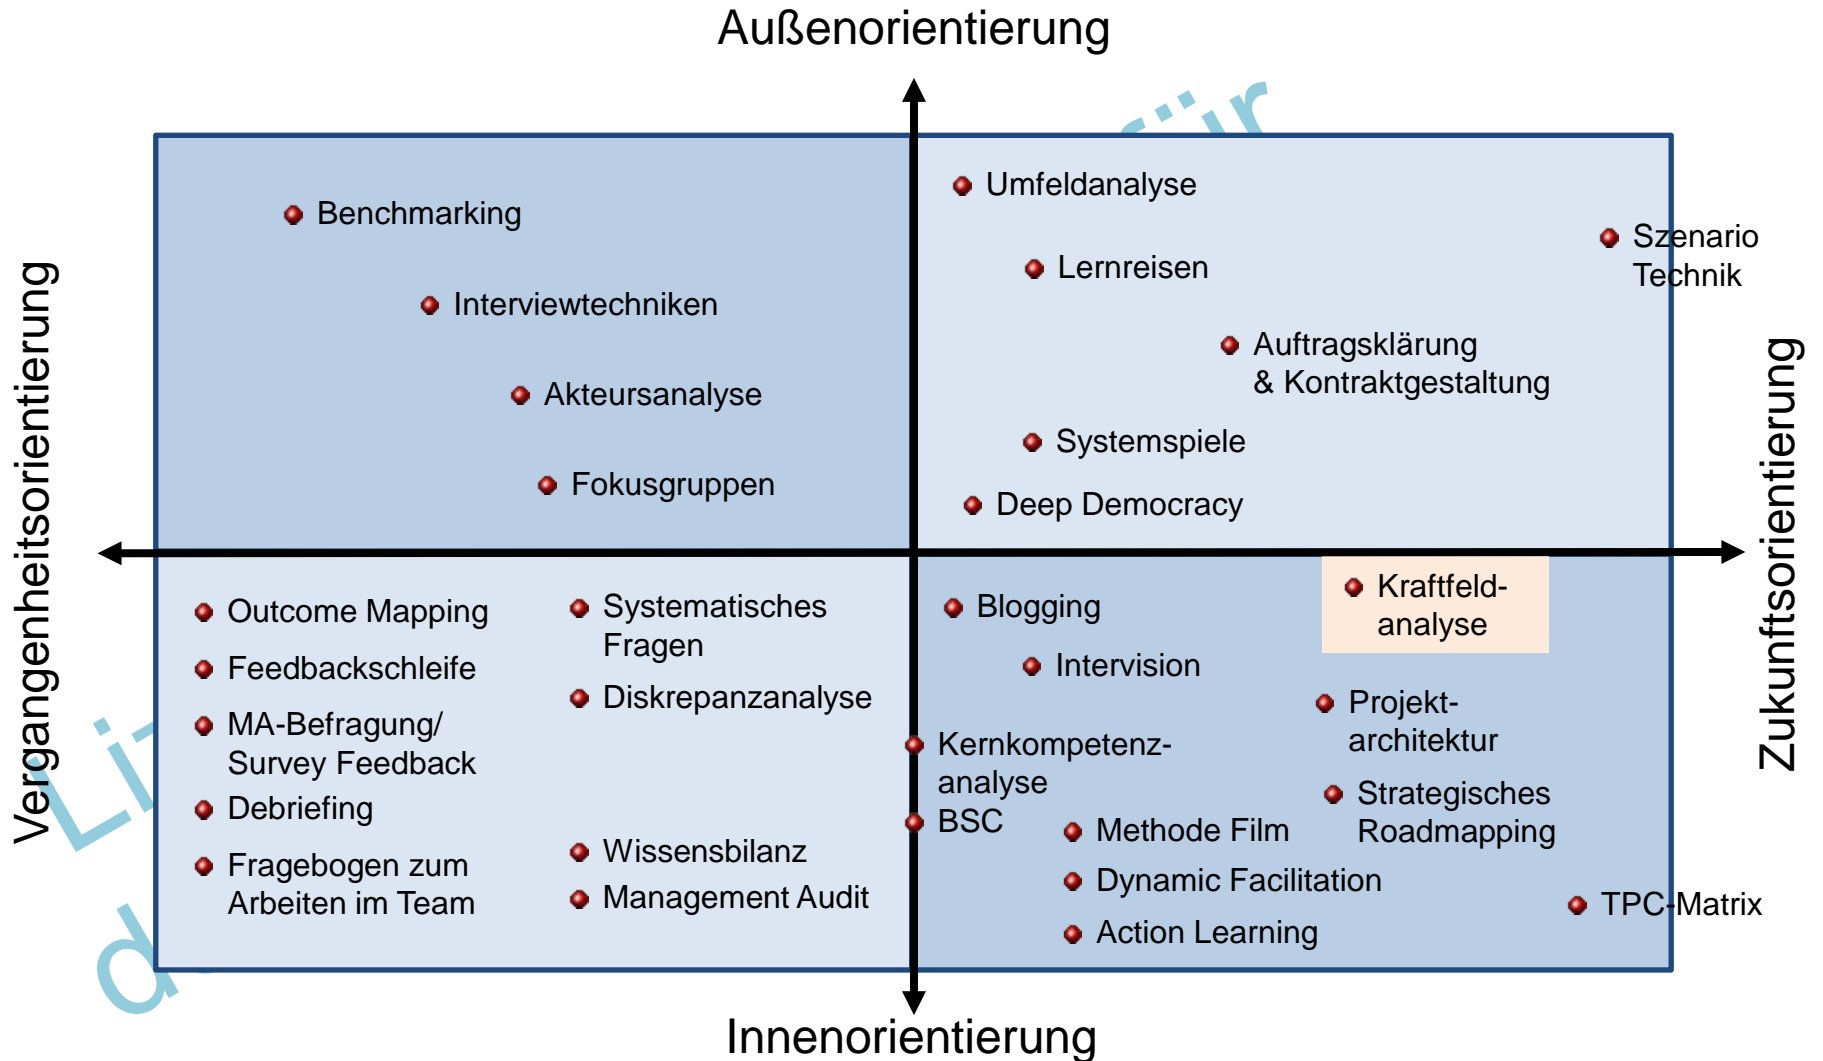 Außenorientierung
für
Benchmarking
Interviewtechniken
Akteursanalyse
Fokusgruppen
Umfeldanalyse
Lernreisen
Szenario
Technik
Auftragsklärung
& Kontraktgestaltung
Systemspiele
Deep Democracy
Vergangenheitsorientierung
Zukunftsorientierung
Outcome Mapping
Feedbackschleife
MA-Befragung/
Survey Feedback
Debriefing
Fragebogen zum
Arbeiten im Team
Systematisches
Fragen
Diskrepanzanalyse
Wissensbilanz
Management Audit
Blogging
Intervision
Kernkompetenz-
analyse
BSC
Methode Film
Dynamic Facilitation
Action Learning
Kraftfeld-
analyse
Projekt-
architektur
Strategisches
Roadmapping
TPC-Matrix
Innenorientierung